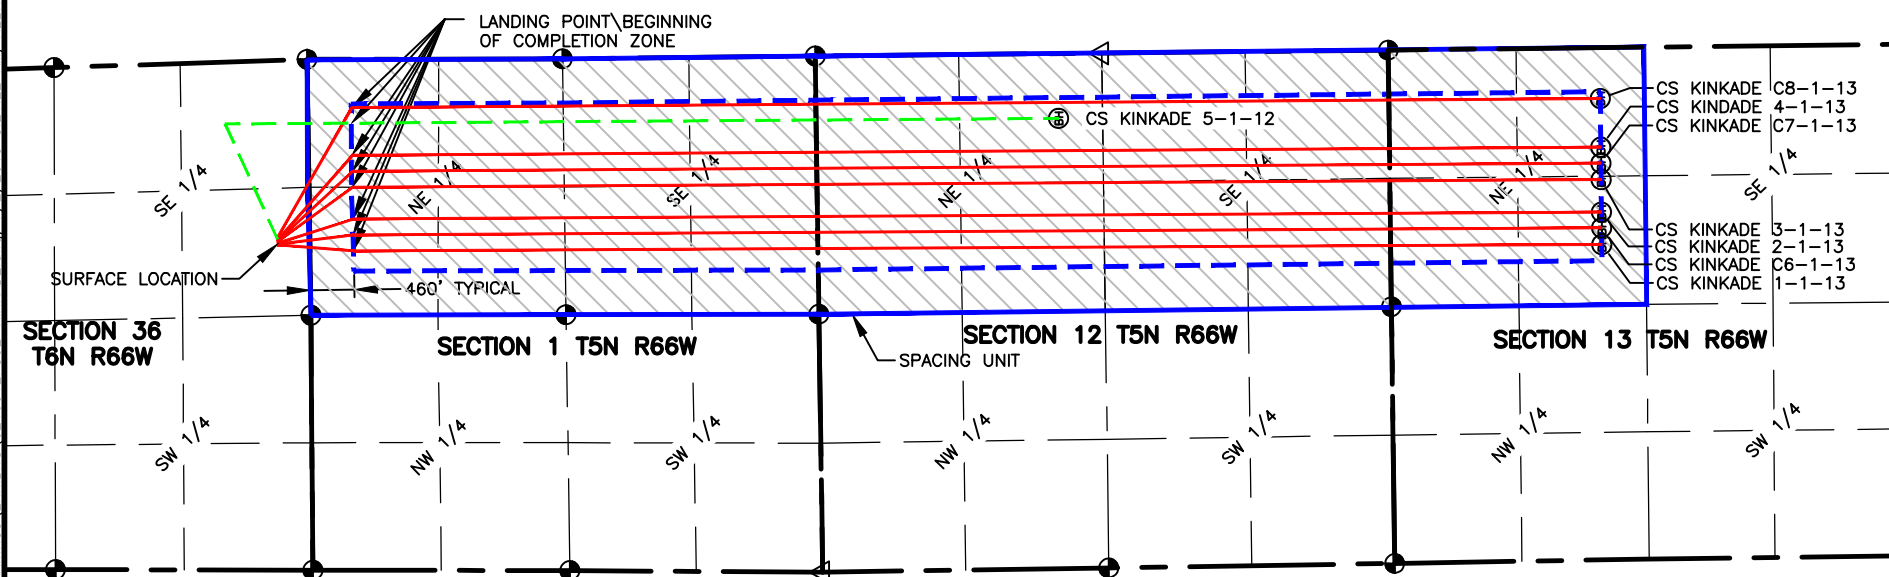 LANDING POINT\BEGINNING
OF COMPLETION ZONE
CS KINKADE C8-1-13
CS KINDADE 4-1-13
CS KINKADE C7-1-13
BH
CS KINKADE 5-1-12
SE 1/4
NE 1/4
SE 1/4
NE 1/4
SE 1/4
NE 1/4
SE 1/4
CS KINKADE 3-1-13
CS KINKADE 2-1-13
CS KINKADE C6-1-13
CS KINKADE 1-1-13
SURFACE LOCATION
460' TYPICAL
SECTION 36
T6N R66W
SECTION 1 T5N R66W
SECTION 12 T5N R66W
SECTION 13 T5N R66W
SPACING UNIT
SW 1/4
NW 1/4
SW 1/4
NW 1/4
SW 1/4
NW 1/4
SW 1/4